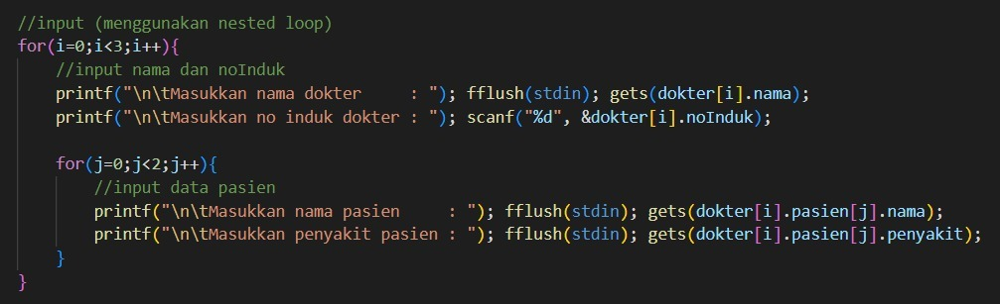 //input (menggunakan nested loop)
for(i=0;i<3;i++){
    //input nama dan noInduk
    printf("\n\tMasukkan nama dokter     : "); fflush(stdin); gets(dokter[i].nama);
    printf("\n\tMasukkan no induk dokter : "); scanf("%d", &dokter[i].noInduk);

    for(j=0;j<2;j++){
        //input data pasien
        printf("\n\tMasukkan nama pasien     : "); fflush(stdin); gets(dokter[i].pasien[j].nama);
        printf("\n\tMasukkan penyakit pasien : "); fflush(stdin); gets(dokter[i].pasien[j].penyakit);
    }
}